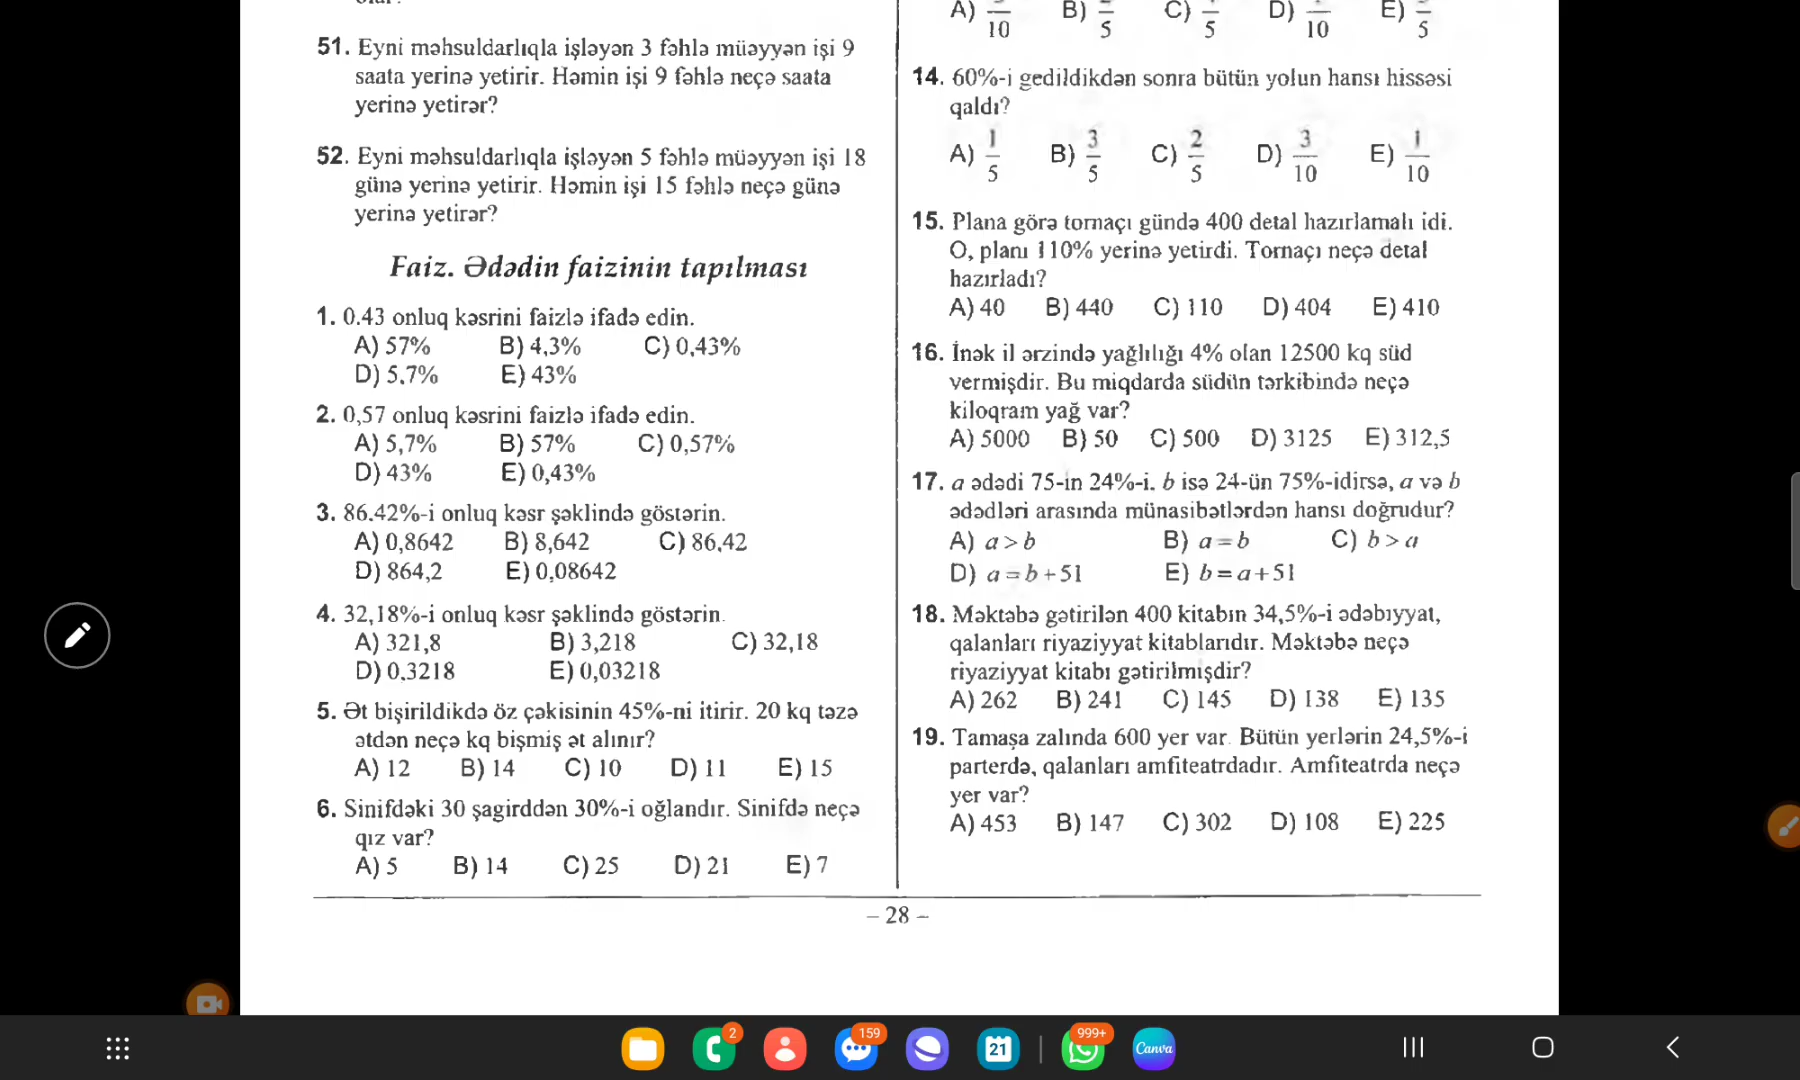 51. Eyni məhsuldarlıqla işləyən 3 fəhlə müəyyən işi 9
saata yerinə yetirir. Həmin işi 9 fəhlə neçə saata
yerinə yetirər?
52. Eyni məhsuldarlıqla işləyən 5 fəhlə müəyyən işi 18
günə yerinə yetirir. Həmin işi 15 fəhlə neçə günə
yerinə yetirər?
Faiz. Ədədin faizinin tapılması
1. 0.43 onluq kəsrini faizlə ifadə edin.
A) 57% B) 4,3% C) 0,43%
D) 5.7% E) 43%
2. 0,57 onluq kəsrini faizlə ifadə edin.
A) 5,7% B) 57% C) 0,57%
D) 43% E) 0,43%
3. 86.42%-i onluq kəsr şəklində göstərin.
A) 0,8642 B) 8,642 C) 86,42
D) 864,2 E) 0,08642
4. 32,18%-i onluq kəsr şəklində göstərin.
A) 321,8 B) 3,218 C) 32,18
D) 0.3218 E) 0,03218
5. Ət bişirildikdə öz çəkisinin 45%-ni itirir. 20 kq təzə
ətdən neçə kq bişmiş ət alınır?
A) 12 B) 14 C) 10 D) 11 E) 15
6. Sinifdəki 30 şagirddən 30%-i oğlandır. Sinifdə neçə
qız var?
A) 5 B) 14 C) 25 D) 21 E) 7
A) /10 B) /5 C) /5 D) /10 E) /5
14. 60%-i gedildikdən sonra bütün yolun hansı hissəsi
qaldı?
A) 1/5 B) 3/5 C) 2/5 D) 3/10 E) 1/10
15. Plana görə tornaçı gündə 400 detal hazırlamalı idi.
O, planı 110% yerinə yetirdi. Tornaçı neçə detal
hazırladı?
A) 40 B) 440 C) 110 D) 404 E) 410
16. İnək il ərzində yağlılığı 4% olan 12500 kq süd
vermişdir. Bu miqdarda südün tərkibində neçə
kiloqram yağ var?
A) 5000 B) 50 C) 500 D) 3125 E) 312,5
17. a ədədi 75-in 24%-i. b isə 24-ün 75%-idirsə, a və b
ədədləri arasında münasibətlərdən hansı doğrudur?
A) a > b B) a = b C) b > a
D) a = b + 51 E) b = a + 51
18. Məktəbə gətirilən 400 kitabın 34,5%-i ədəbıyyat,
qalanları riyaziyyat kitablarıdır. Məktəbə neçə
riyaziyyat kitabı gətirilmişdir?
A) 262 B) 241 C) 145 D) 138 E) 135
19. Tamaşa zalında 600 yer var. Bütün yerlərin 24,5%-i
parterdə, qalanları amfiteatrdadır. Amfiteatrda neçə
yer var?
A) 453 B) 147 C) 302 D) 108 E) 225
– 28 –
2
159
21
999+
Canva